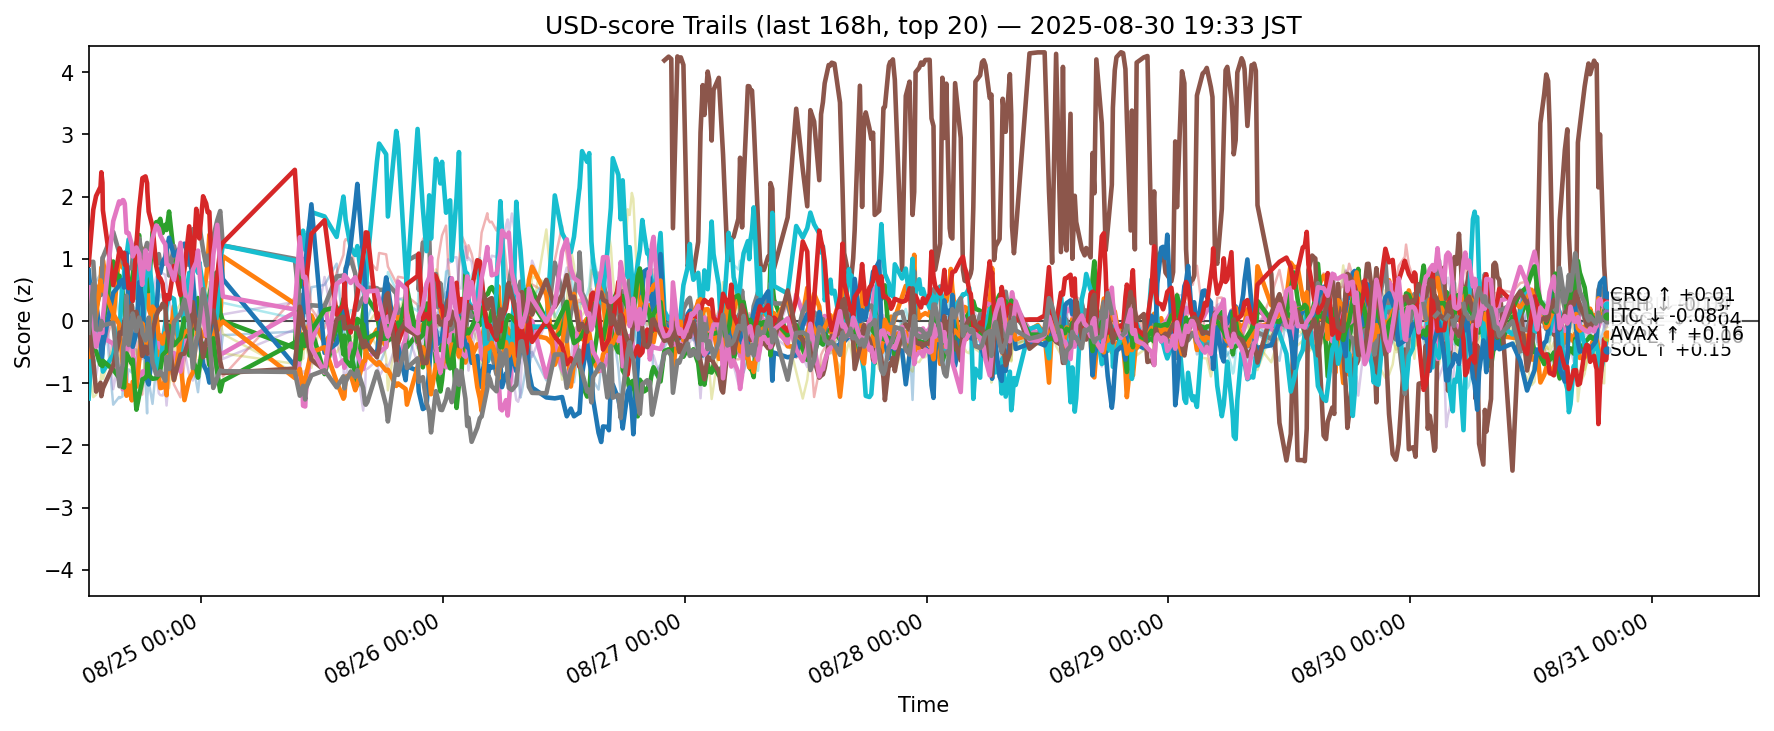 USD-score Trails (last 168h, top 20) — 2025-08-30 19:33 JST
Score (z)
4
3
2
1
0
−1
−2
−3
−4
CRO ↑ +0.01
LTC ↓ -0.08
AVAX ↑ +0.16
SOL ↑ +0.15
08/25 00:00
08/26 00:00
08/27 00:00
08/28 00:00
08/29 00:00
08/30 00:00
08/31 00:00
Time